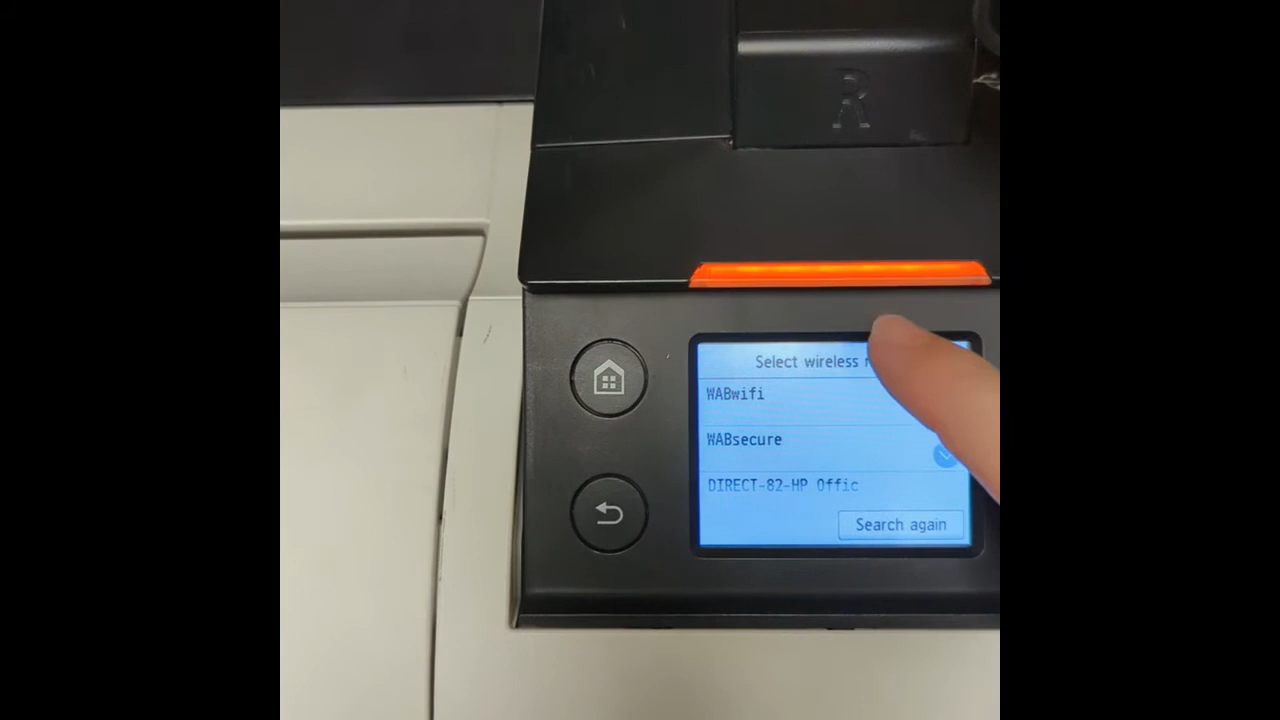 R
Select wireless
WABwifi
WABsecure
DIRECT-82-HP Offic
Search again